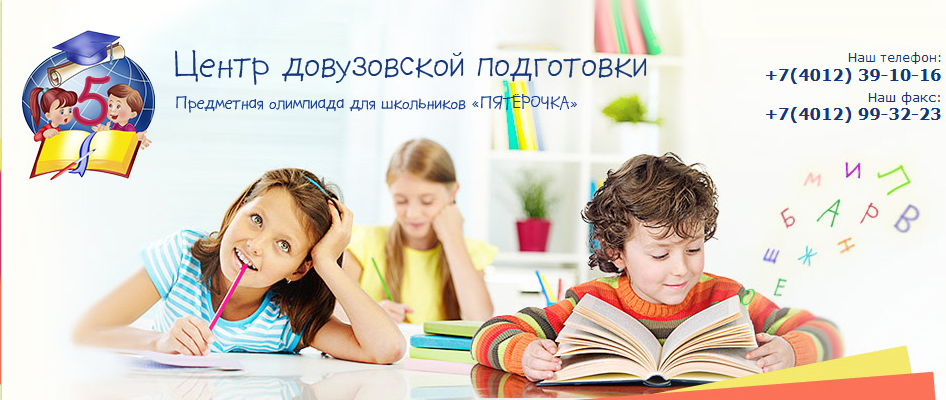 5
Центр довузовской подготовки
Предметная олимпиада для школьников «ПЯТЕРОЧКА»
Наш телефон:
+7(4012) 39-10-16
Наш факс:
+7(4012) 99-32-23
М И Л
Б А Р В
Ш Ж Н
О Е